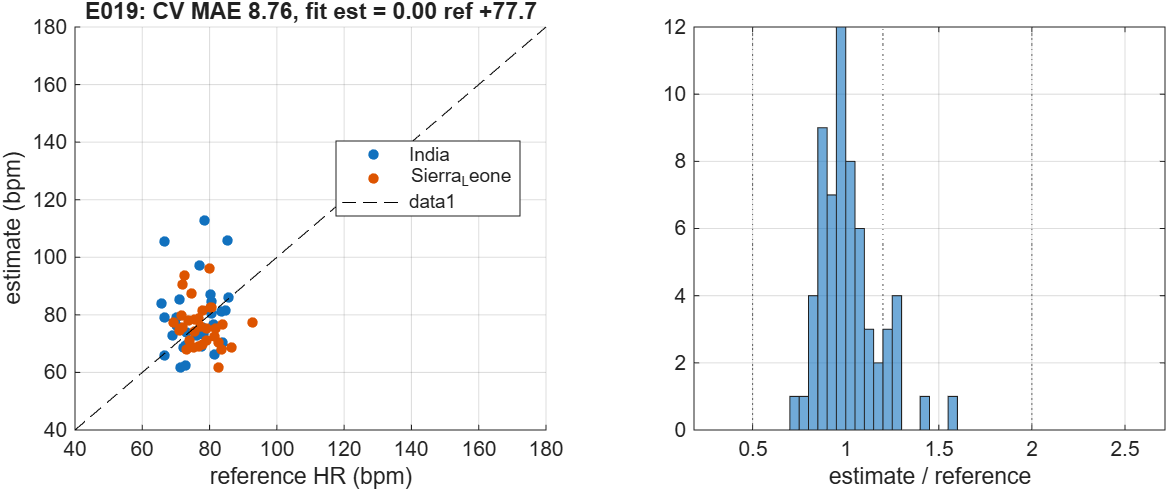 E019: CV MAE 8.76, fit est = 0.00 ref +77.7
180
160
140
120
100
80
60
40
40 60 80 100 120 140 160 180
estimate (bpm)
reference HR (bpm)
India
Sierra_Leone
data1
12
10
8
6
4
2
0
0.5 1 1.5 2 2.5
estimate / reference